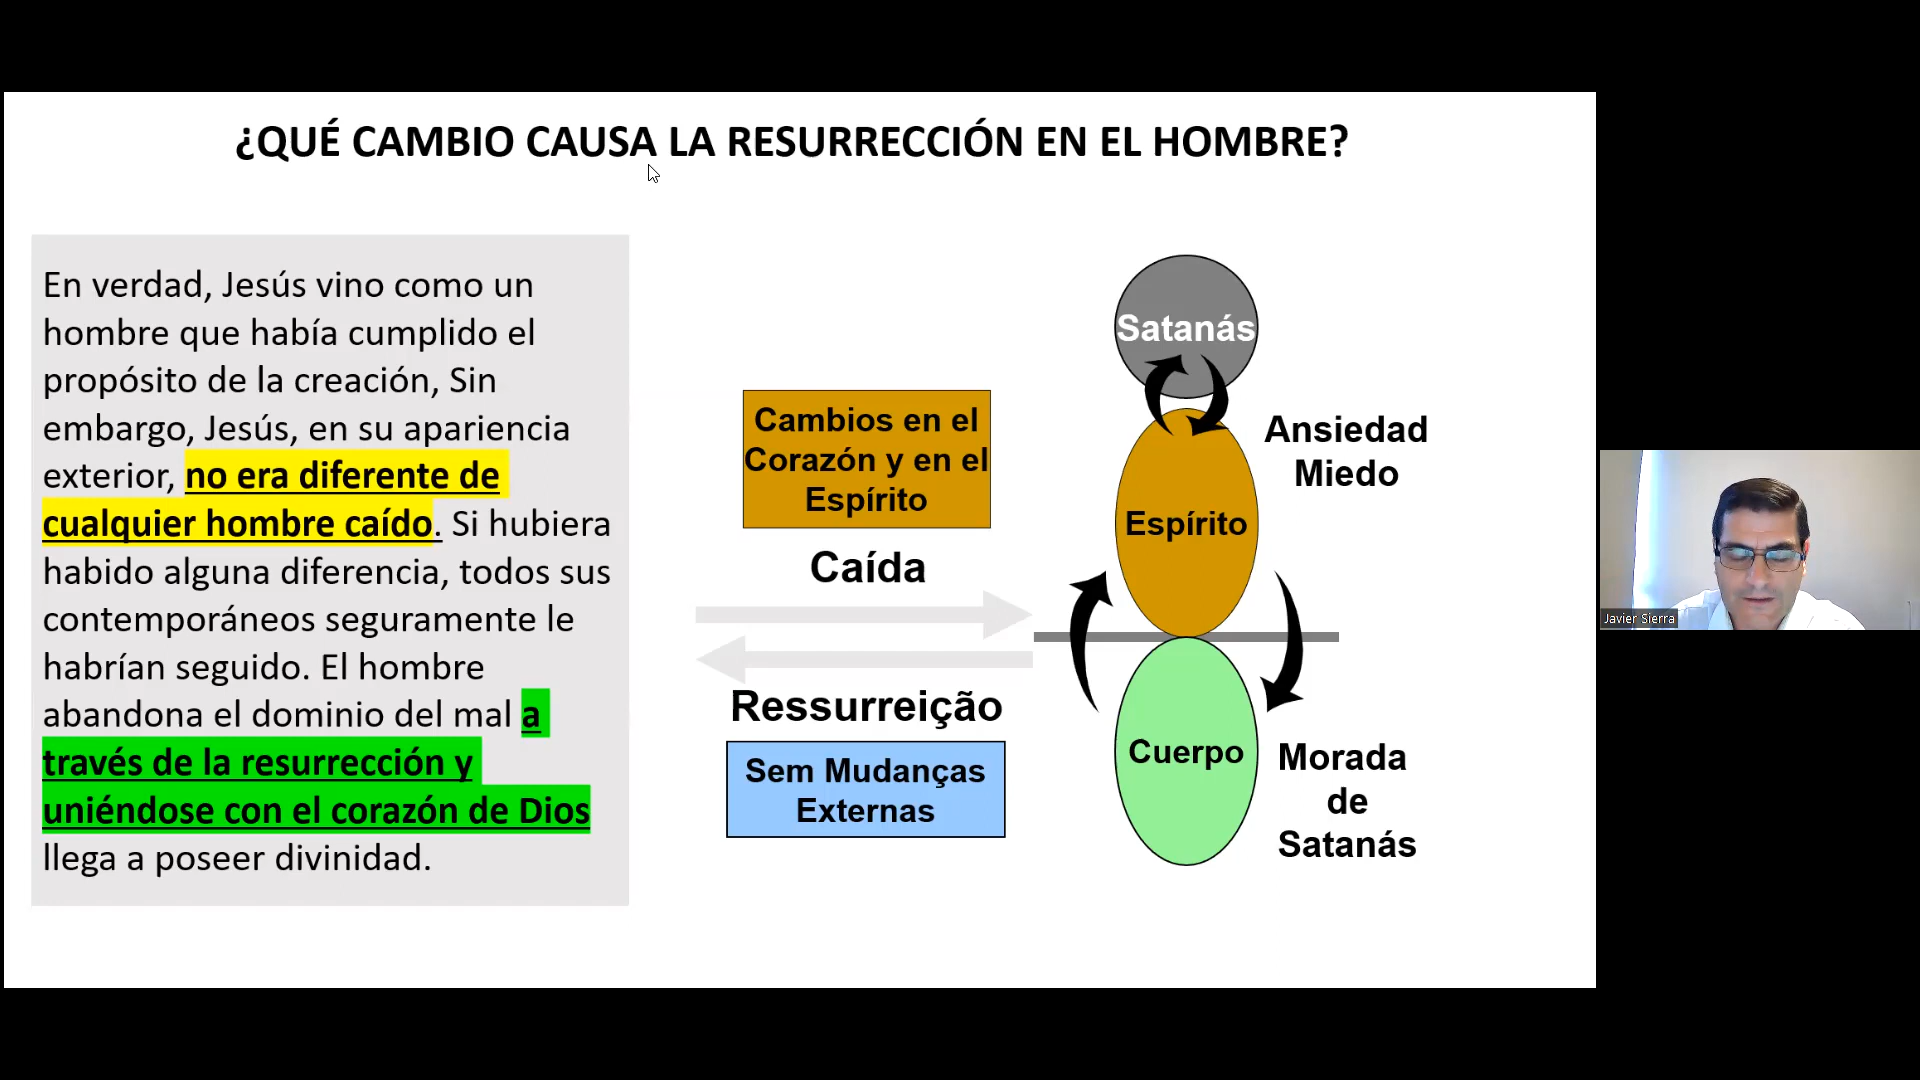 ¿QUÉ CAMBIO CAUSA LA RESURRECCIÓN EN EL HOMBRE?
En verdad, Jesús vino como un
hombre que había cumplido el
propósito de la creación, Sin
embargo, Jesús, en su apariencia
exterior, no era diferente de
cualquier hombre caído. Si hubiera
habido alguna diferencia, todos sus
contemporáneos seguramente le
habrían seguido. El hombre
abandona el dominio del mal a
través de la resurrección y
uniéndose con el corazón de Dios
llega a poseer divinidad.
Cambios en el
Corazón y en el
Espírito
Caída
Ressurreição
Sem Mudanças
Externas
Satanás
Espírito
Cuerpo
Ansiedad
Miedo
Morada
de
Satanás
Javier Sierra